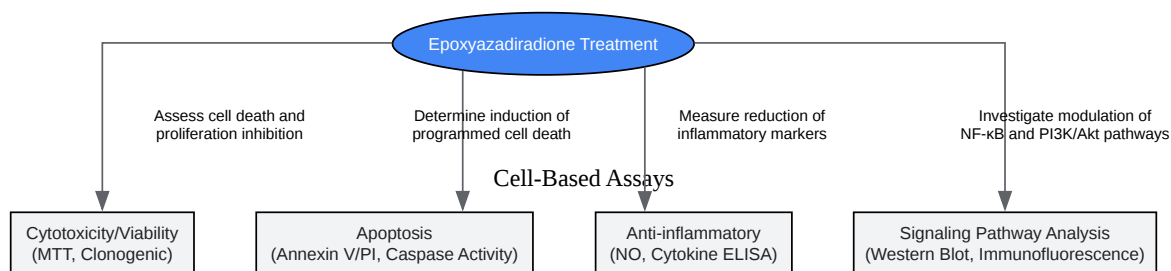 Epoxyazadiradione Treatment
Assess cell death and
proliferation inhibition
Determine induction of
programmed cell death
Measure reduction of
inflammatory markers
Investigate modulation of
NF-κB and PI3K/Akt pathways
Cell-Based Assays
Cytotoxicity/Viability
(MTT, Clonogenic)
Apoptosis
(Annexin V/PI, Caspase Activity)
Anti-inflammatory
(NO, Cytokine ELISA)
Signaling Pathway Analysis
(Western Blot, Immunofluorescence)